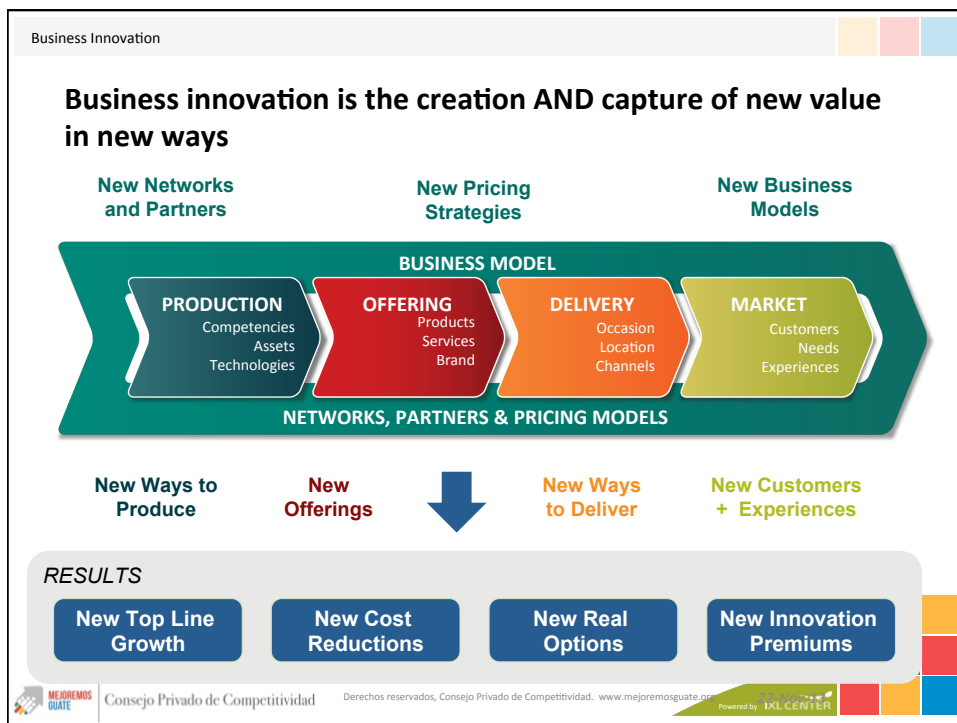 Business Innovation
Business innovation is the creation AND capture of new value
in new ways
New Networks
and Partners
New Pricing
Strategies
New Business
Models
BUSINESS MODEL
PRODUCTION
Competencies
Assets
Technologies
OFFERING
Products
Services
Brand
DELIVERY
Occasion
Location
Channels
MARKET
Customers
Needs
Experiences
NETWORKS, PARTNERS & PRICING MODELS
New Ways to
Produce
New
Offerings
New Ways
to Deliver
New Customers
+ Experiences
RESULTS
New Top Line
Growth
New Cost
Reductions
New Real
Options
New Innovation
Premiums
MEJOREMOS
GUATE
Consejo Privado de Competitividad
Derechos reservados, Consejo Privado de Competitividad. www.mejoremosguate.org
Powered by IXL CENTER